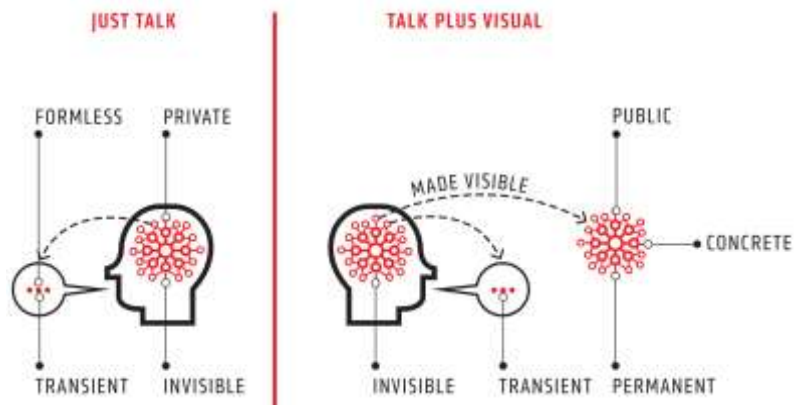 JUST TALK
TALK PLUS VISUAL
FORMLESS
PRIVATE
PUBLIC
MADE VISIBLE
CONCRETE
TRANSIENT
INVISIBLE
INVISIBLE
TRANSIENT
PERMANENT